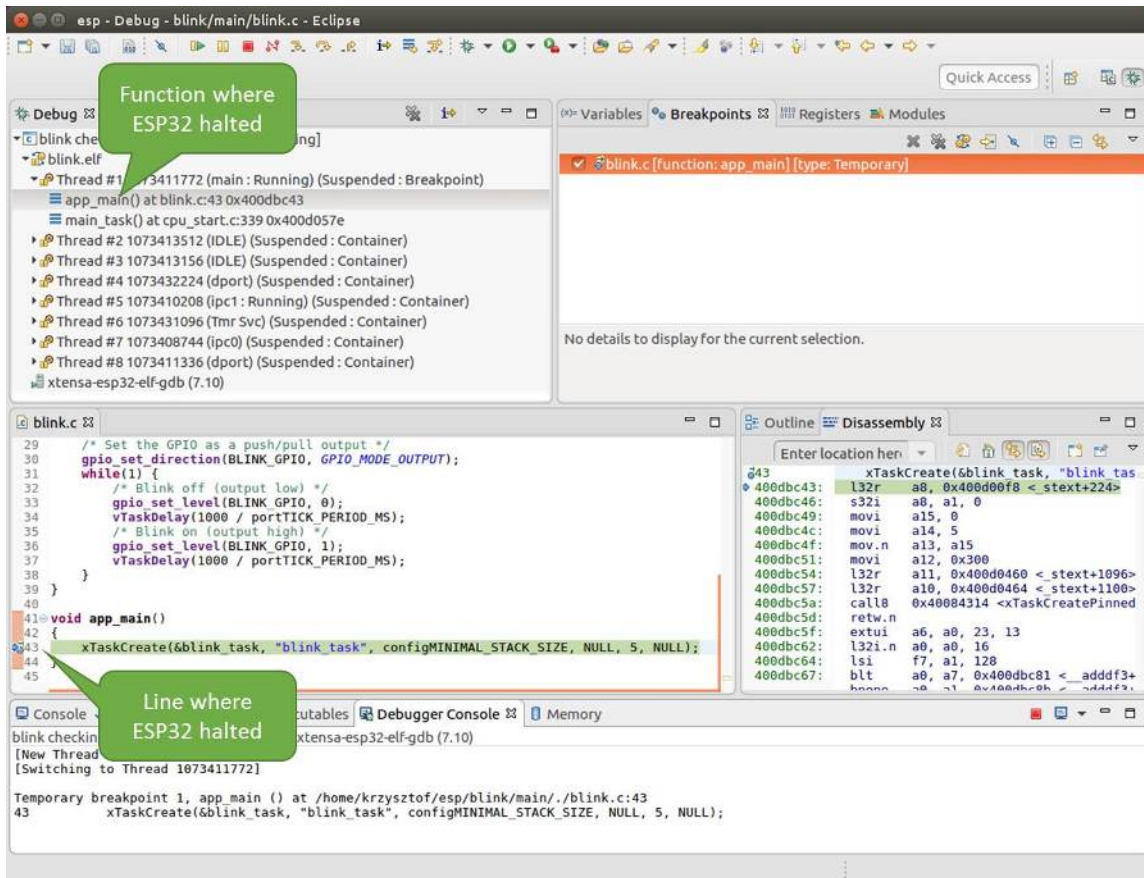 esp - Debug - blink/main/blink.c - Eclipse
Quick Access
Function where
ESP32 halted
Debug
blink che ing]
blink.elf
Thread #1 1073411772 (main : Running) (Suspended : Breakpoint)
app_main() at blink.c:43 0x400dbc43
main_task() at cpu_start.c:339 0x400d057e
Thread #2 1073413512 (IDLE) (Suspended : Container)
Thread #3 1073413156 (IDLE) (Suspended : Container)
Thread #4 1073432224 (dport) (Suspended : Container)
Thread #5 1073410208 (ipc1 : Running) (Suspended : Container)
Thread #6 1073431096 (Tmr Svc) (Suspended : Container)
Thread #7 1073408744 (ipc0) (Suspended : Container)
Thread #8 1073411336 (dport) (Suspended : Container)
xtensa-esp32-elf-gdb (7.10)
(x)= Variables Breakpoints Registers Modules
blink.c [function: app_main] [type: Temporary]
No details to display for the current selection.
blink.c
29 /* Set the GPIO as a push/pull output */
30 gpio_set_direction(BLINK_GPIO, GPIO_MODE_OUTPUT);
31 while(1) {
32 /* Blink off (output low) */
33 gpio_set_level(BLINK_GPIO, 0);
34 vTaskDelay(1000 / portTICK_PERIOD_MS);
35 /* Blink on (output high) */
36 gpio_set_level(BLINK_GPIO, 1);
37 vTaskDelay(1000 / portTICK_PERIOD_MS);
38 }
39 }
40
41 void app_main()
42 {
43 xTaskCreate(&blink_task, "blink_task", configMINIMAL_STACK_SIZE, NULL, 5, NULL);
44
45
Line where
ESP32 halted
Outline Disassembly
Enter location her
43 xTaskCreate(&blink_task, "blink_tas
400dbc43: l32r a8, 0x400d00f8 <_stext+224>
400dbc46: s32i a8, a1, 0
400dbc49: movi a15, 0
400dbc4c: movi a14, 5
400dbc4f: mov.n a13, a15
400dbc51: movi a12, 0x300
400dbc54: l32r a11, 0x400d0460 <_stext+1096>
400dbc57: l32r a10, 0x400d0464 <_stext+1100>
400dbc5a: call8 0x40084314 <xTaskCreatePinned
400dbc5d: retw.n
400dbc5f: extui a6, a0, 23, 13
400dbc62: l32i.n a0, a0, 16
400dbc64: lsi f7, a1, 128
400dbc67: blt a0, a7, 0x400dbc81 <__adddf3+
Console cutables Debugger Console Memory
blink checkin xtensa-esp32-elf-gdb (7.10)
[New Thread
[Switching to Thread 1073411772]
Temporary breakpoint 1, app_main () at /home/krzysztof/esp/blink/main/./blink.c:43
43 xTaskCreate(&blink_task, "blink_task", configMINIMAL_STACK_SIZE, NULL, 5, NULL);